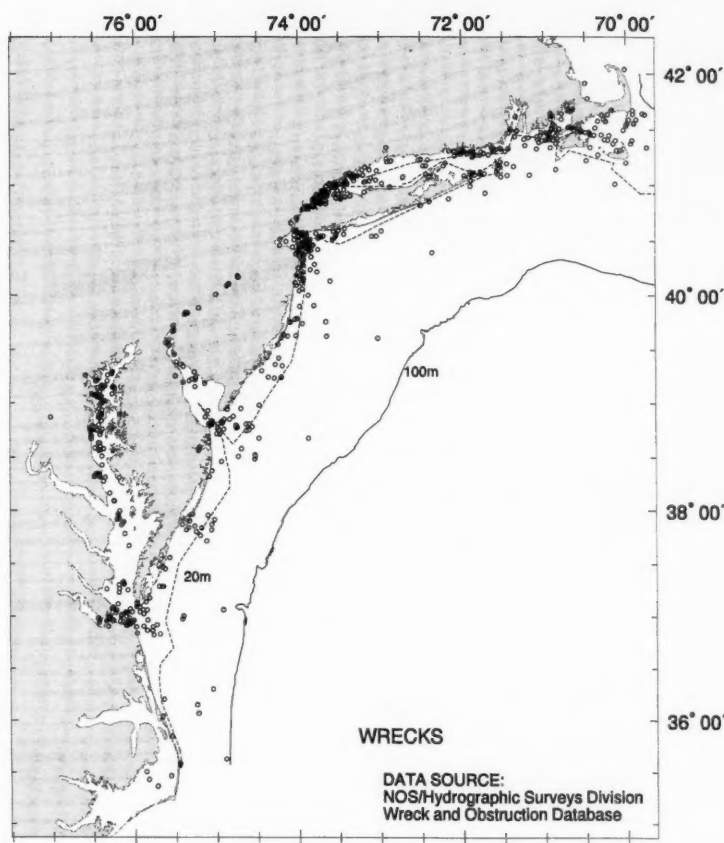 76° 00′ 74° 00′ 72° 00′ 70° 00′
42° 00′
40° 00′
100m
38° 00′
20m
36° 00′
WRECKS
DATA SOURCE:
NOS/Hydrographic Surveys Division
Wreck and Obstruction Database